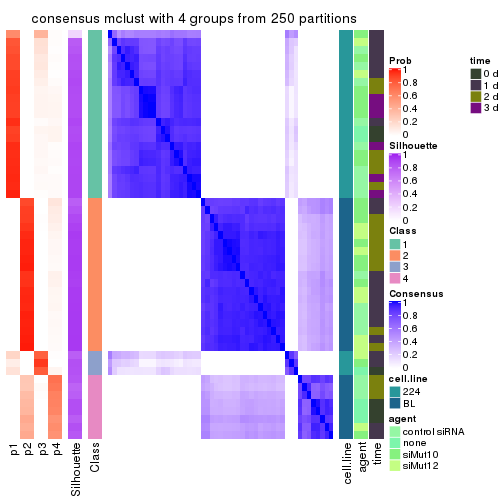 consensus mclust with 4 groups from 250 partitions
p1
p2
p3
p4
Silhouette
Class
cell.line
agent
time
Prob
1
0.8
0.6
0.4
0.2
0
Silhouette
1
0.8
0.6
0.4
0.2
0
Class
1
2
3
4
Consensus
1
0.8
0.6
0.4
0.2
0
cell.line
224
BL
agent
control siRNA
none
siMut10
siMut12
time
0 d
1 d
2 d
3 d